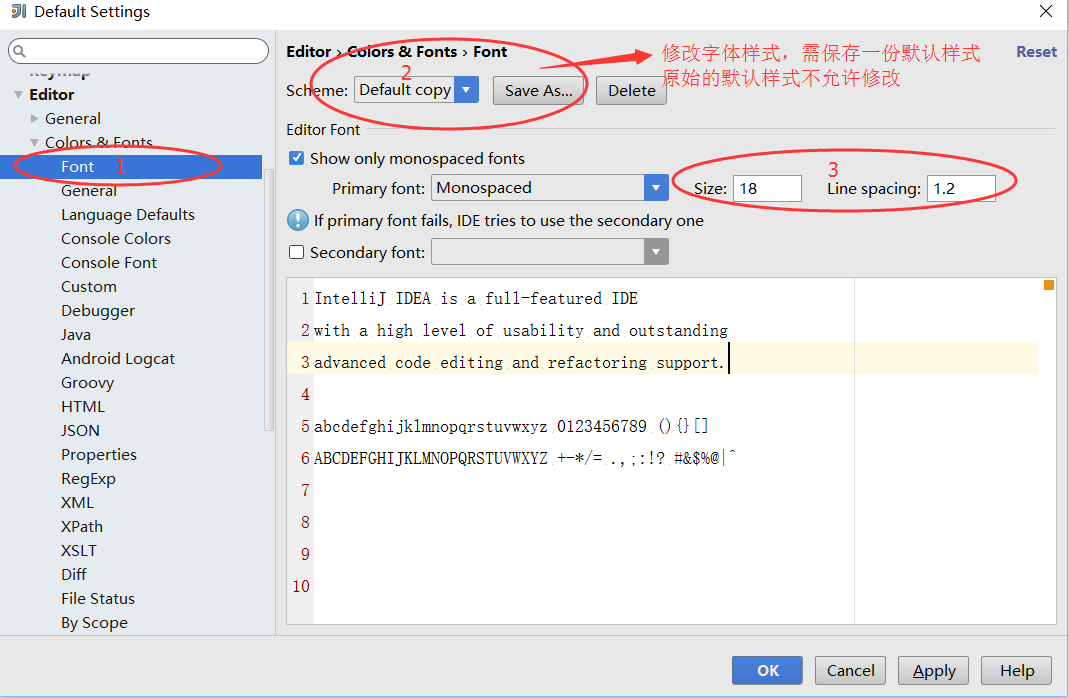 Default Settings
Keymap
Editor
General
Colors & Fonts
Font 1
General
Language Defaults
Console Colors
Console Font
Custom
Debugger
Java
Android Logcat
Groovy
HTML
JSON
Properties
RegExp
XML
XPath
XSLT
Diff
File Status
By Scope
Editor › Colors & Fonts › Font
Reset
2
Scheme: Default copy Save As... Delete
修改字体样式，需保存一份默认样式
原始的默认样式不允许修改
Editor Font
Show only monospaced fonts
3
Primary font: Monospaced Size: 18 Line spacing: 1.2
If primary font fails, IDE tries to use the secondary one
Secondary font:
1 IntelliJ IDEA is a full-featured IDE
2 with a high level of usability and outstanding
3 advanced code editing and refactoring support.
4
5 abcdefghijklmnopqrstuvwxyz 0123456789 (){}[]
6 ABCDEFGHIJKLMNOPQRSTUVWXYZ +-*/= .,;:!? #&$%@|^
7
8
9
10
OK Cancel Apply Help